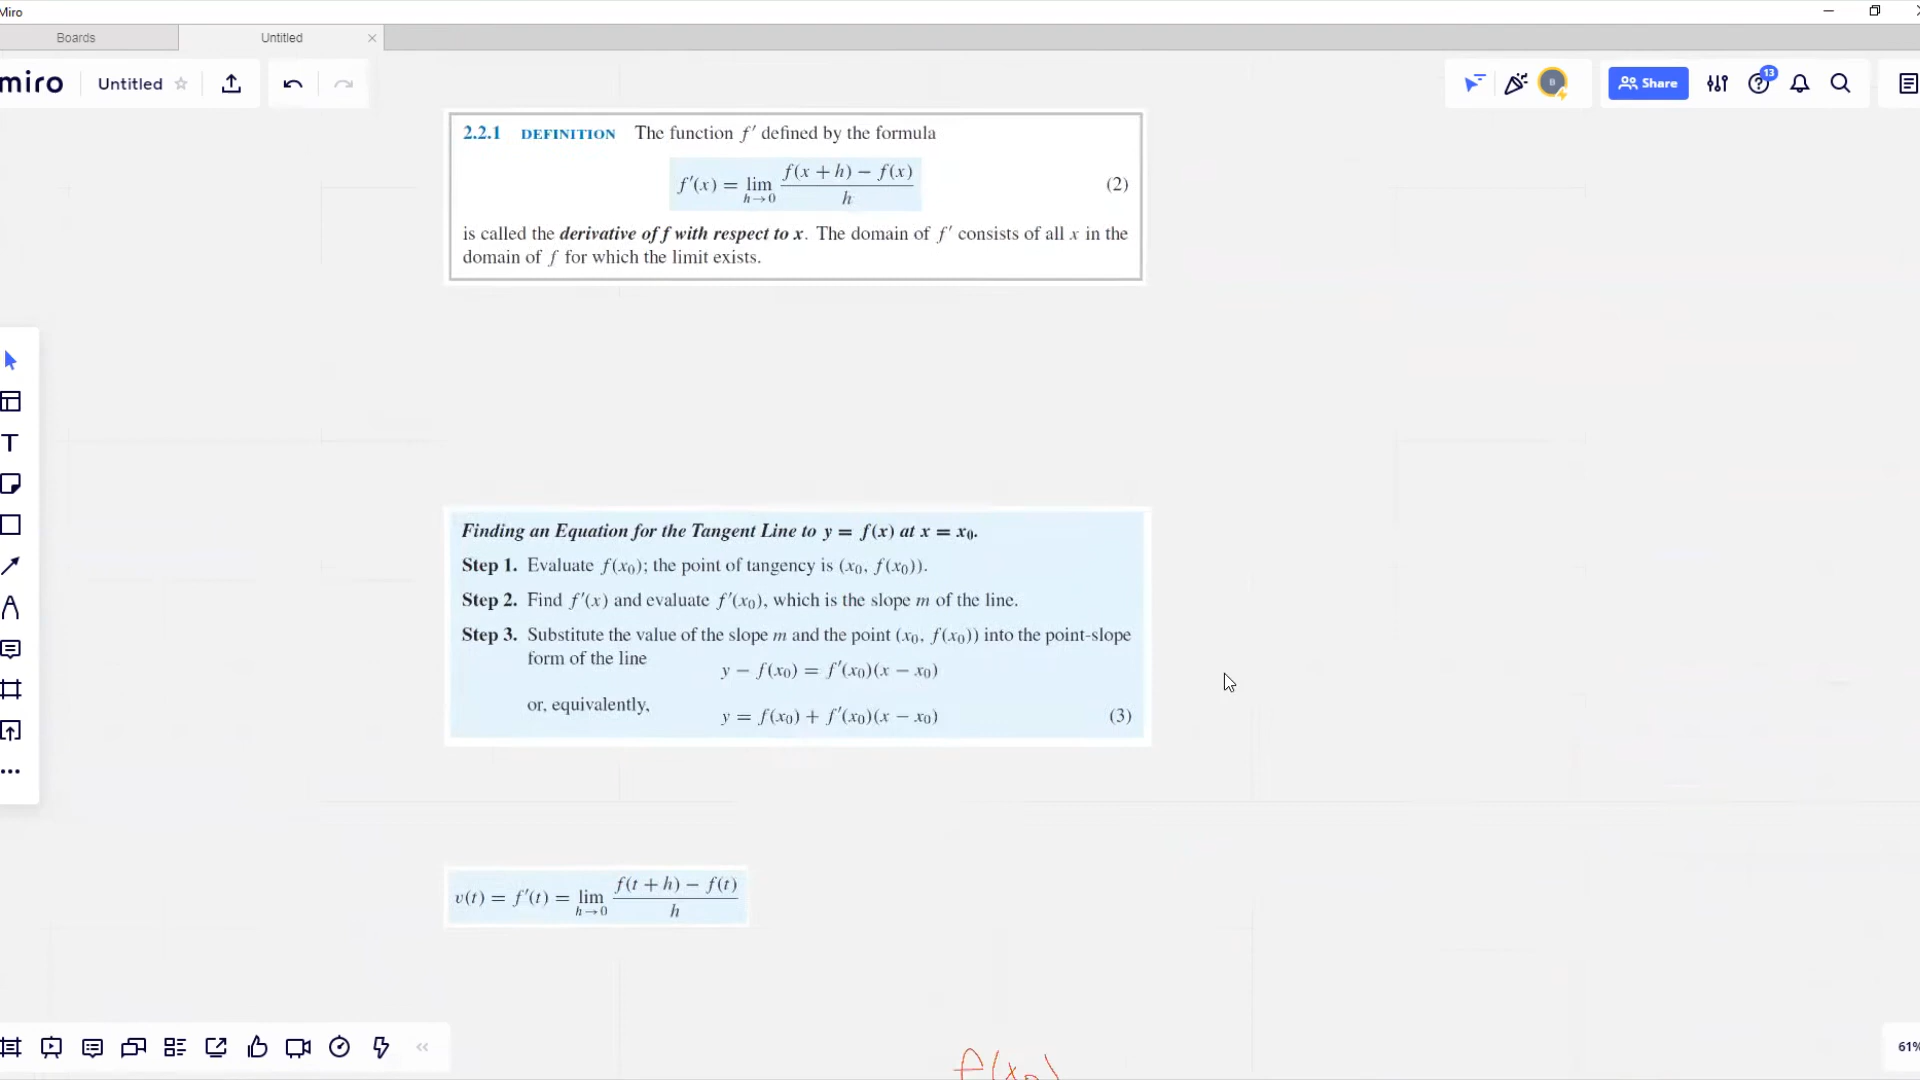 Miro
Boards
Untitled
miro
Untitled
Share
13
2.2.1 DEFINITION The function f′ defined by the formula
f′(x) = lim h→0 f(x + h) − f(x) / h (2)
is called the derivative of f with respect to x. The domain of f′ consists of all x in the
domain of f for which the limit exists.
Finding an Equation for the Tangent Line to y = f(x) at x = x₀.
Step 1. Evaluate f(x₀); the point of tangency is (x₀, f(x₀)).
Step 2. Find f′(x) and evaluate f′(x₀), which is the slope m of the line.
Step 3. Substitute the value of the slope m and the point (x₀, f(x₀)) into the point-slope
form of the line
y − f(x₀) = f′(x₀)(x − x₀)
or, equivalently,
y = f(x₀) + f′(x₀)(x − x₀) (3)
v(t) = f′(t) = lim h→0 f(t + h) − f(t) / h
f(x₀)
61%